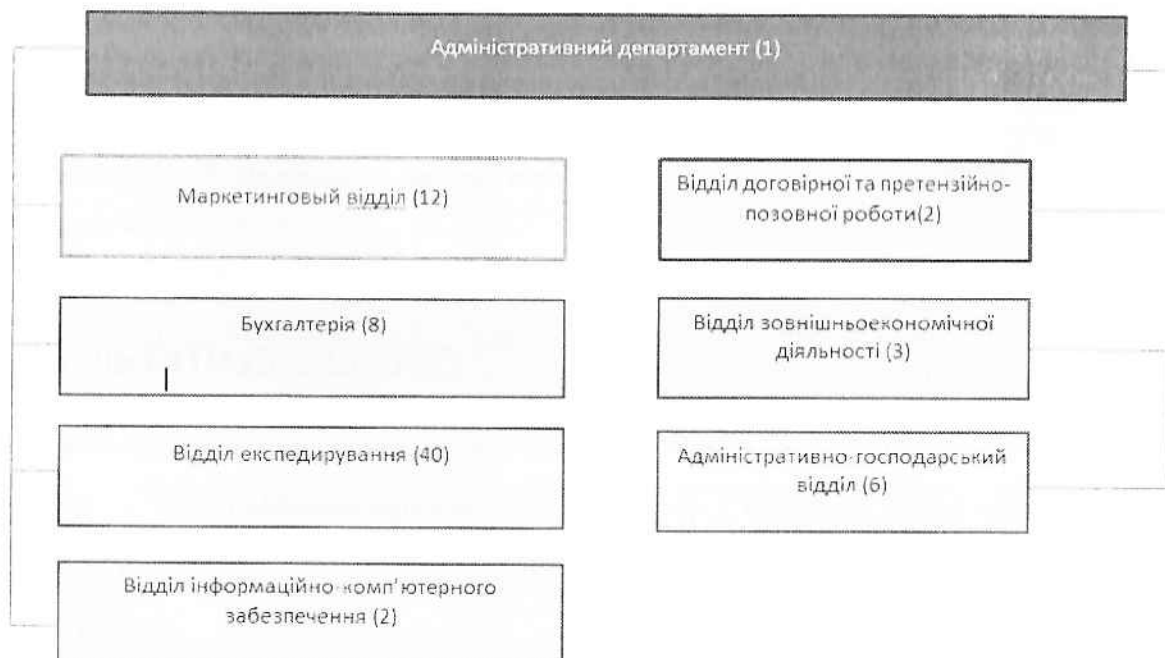 Адміністративний департамент (1)
Маркетинговый відділ (12)
Бухгалтерія (8)
Відділ експедирування (40)
Відділ інформаційно-комп'ютерного
забезпечення (2)
Відділ договірної та претензійно-
позовної роботи(2)
Відділ зовнішньоекономічної
діяльності (3)
Адміністративно-господарський
відділ (6)